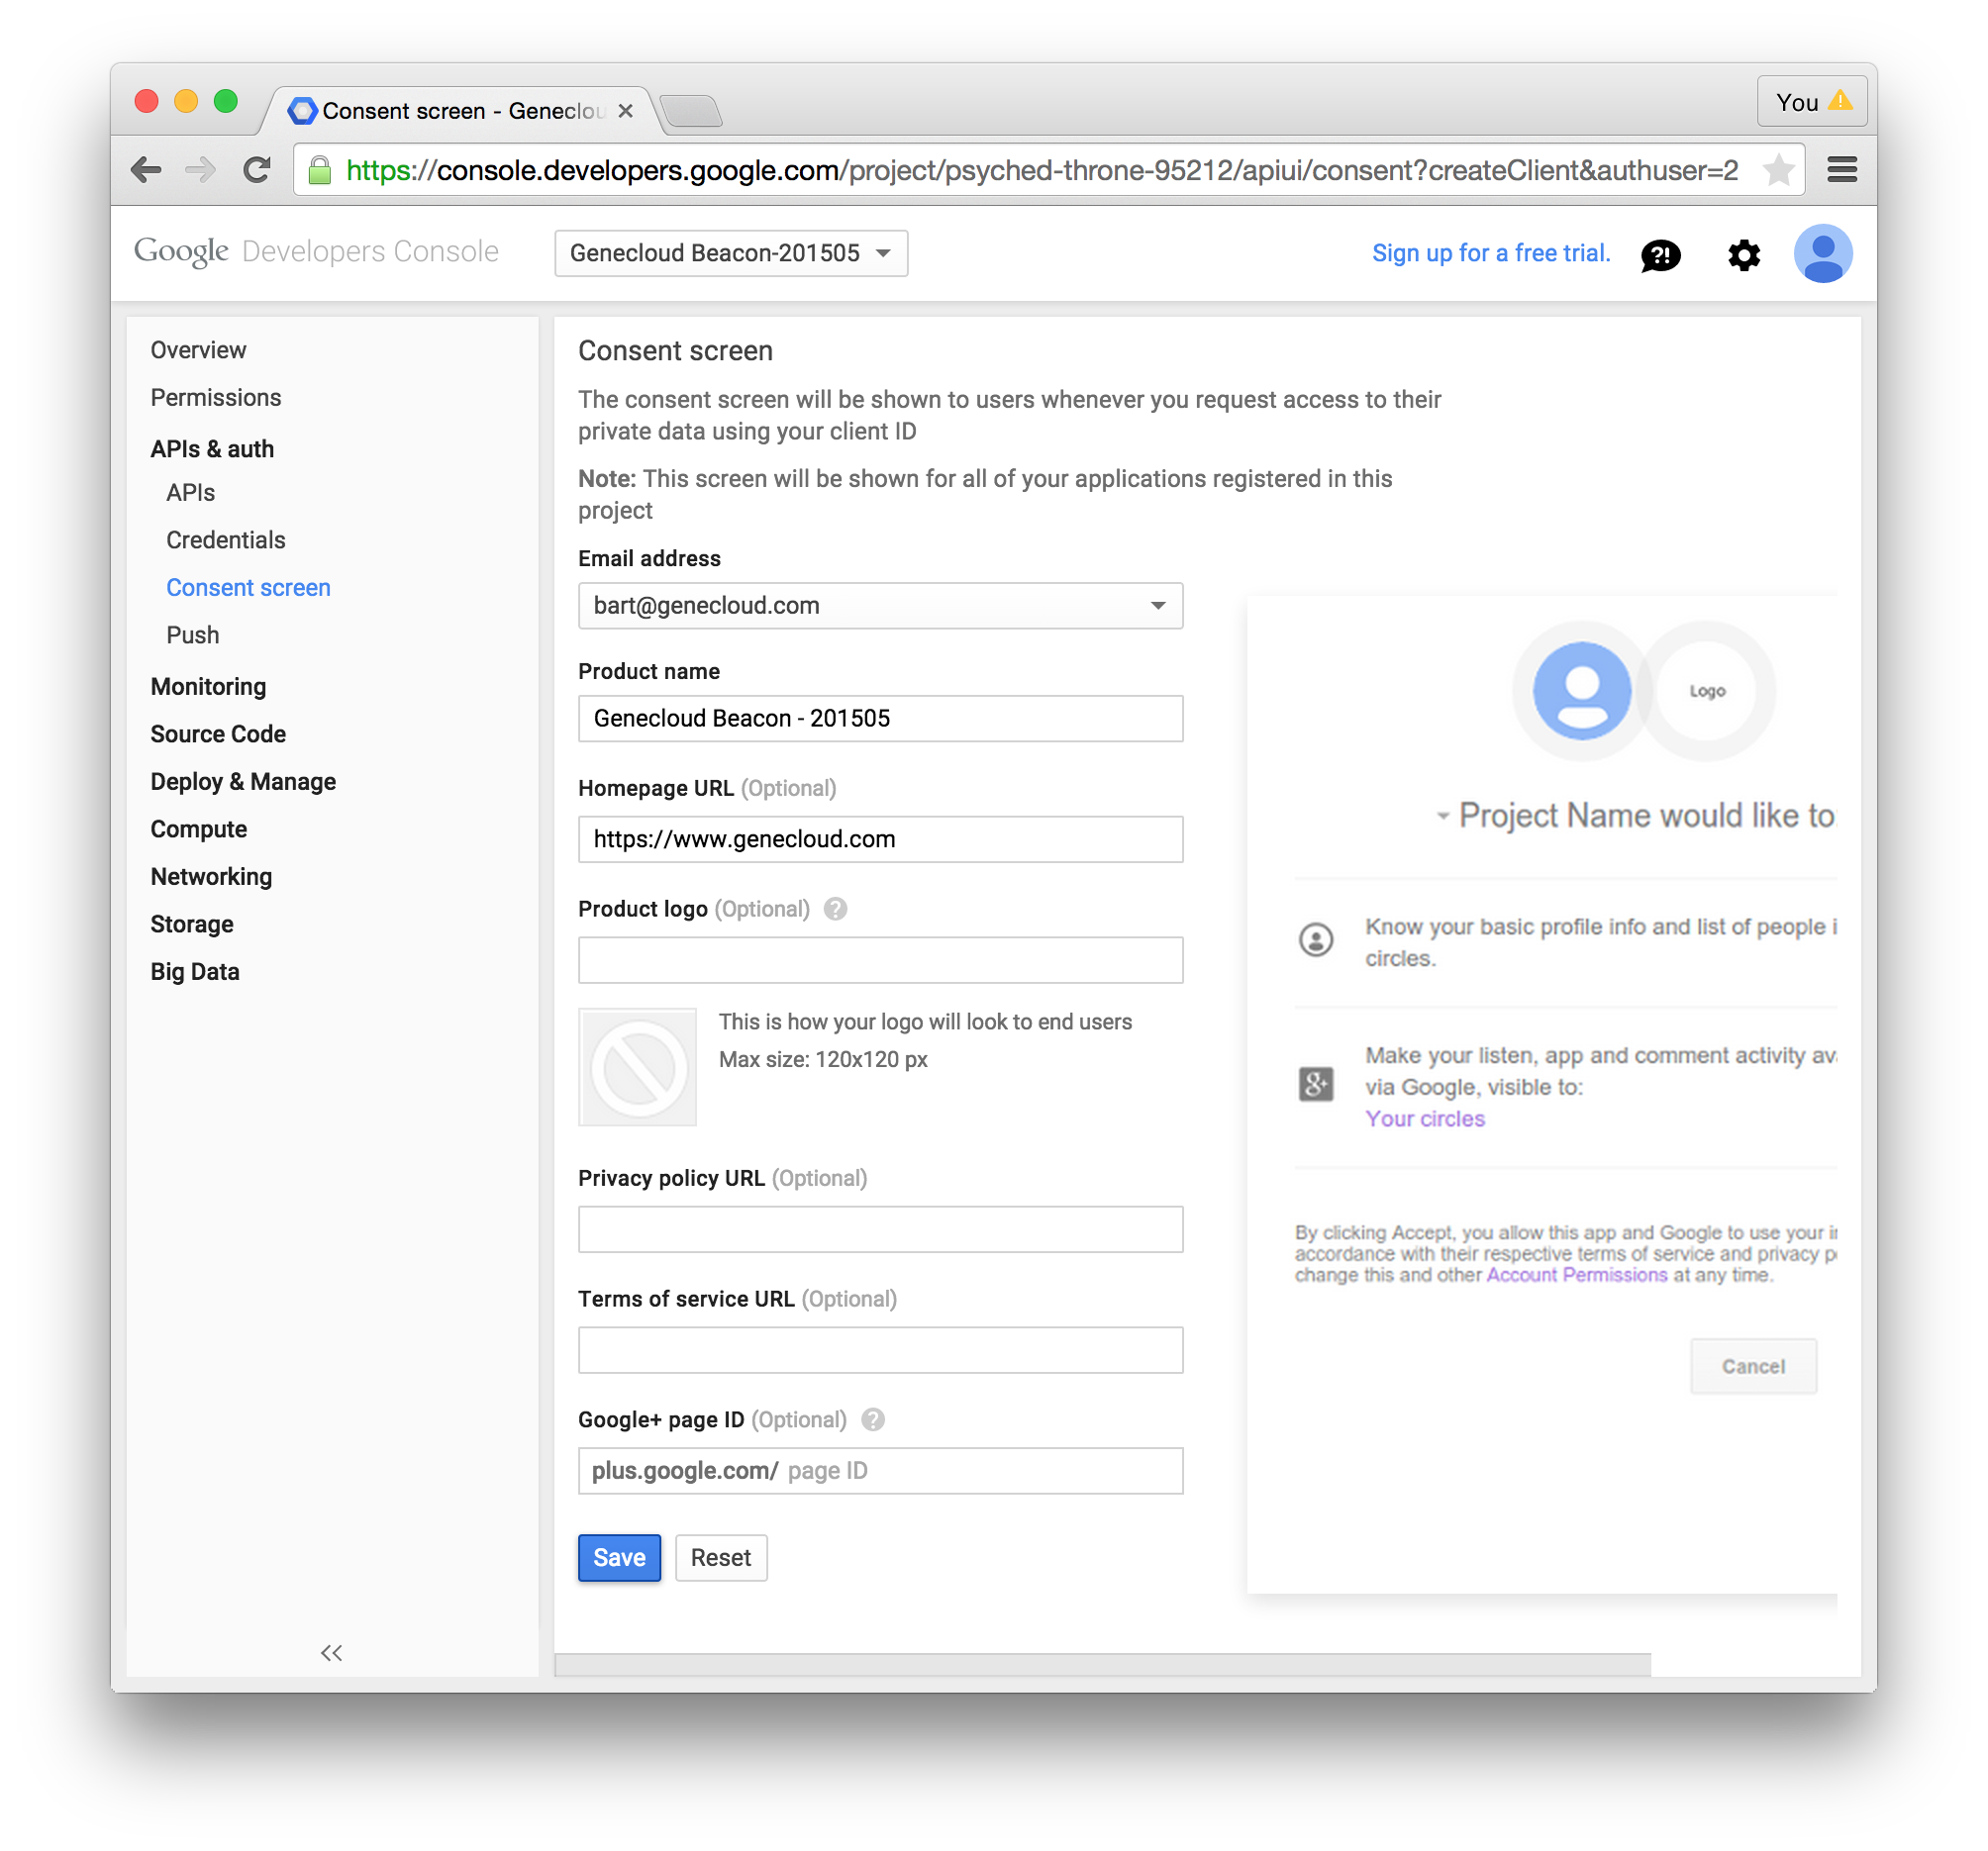 Consent screen - Geneclou
You
https://console.developers.google.com/project/psyched-throne-95212/apiui/consent?createClient&authuser=2
Google Developers Console
Genecloud Beacon-201505
Sign up for a free trial.
?!
Overview
Permissions
APIs & auth
APIs
Credentials
Consent screen
Push
Monitoring
Source Code
Deploy & Manage
Compute
Networking
Storage
Big Data
Consent screen
The consent screen will be shown to users whenever you request access to their
private data using your client ID
Note: This screen will be shown for all of your applications registered in this
project
Email address
bart@genecloud.com
Product name
Genecloud Beacon - 201505
Homepage URL (Optional)
https://www.genecloud.com
Product logo (Optional) ?
This is how your logo will look to end users
Max size: 120x120 px
Privacy policy URL (Optional)
Terms of service URL (Optional)
Google+ page ID (Optional) ?
plus.google.com/ page ID
Save Reset
Logo
Project Name would like to:
Know your basic profile info and list of people i
circles.
Make your listen, app and comment activity av
via Google, visible to:
Your circles
g+
By clicking Accept, you allow this app and Google to use your i
accordance with their respective terms of service and privacy p
change this and other Account Permissions at any time.
Cancel